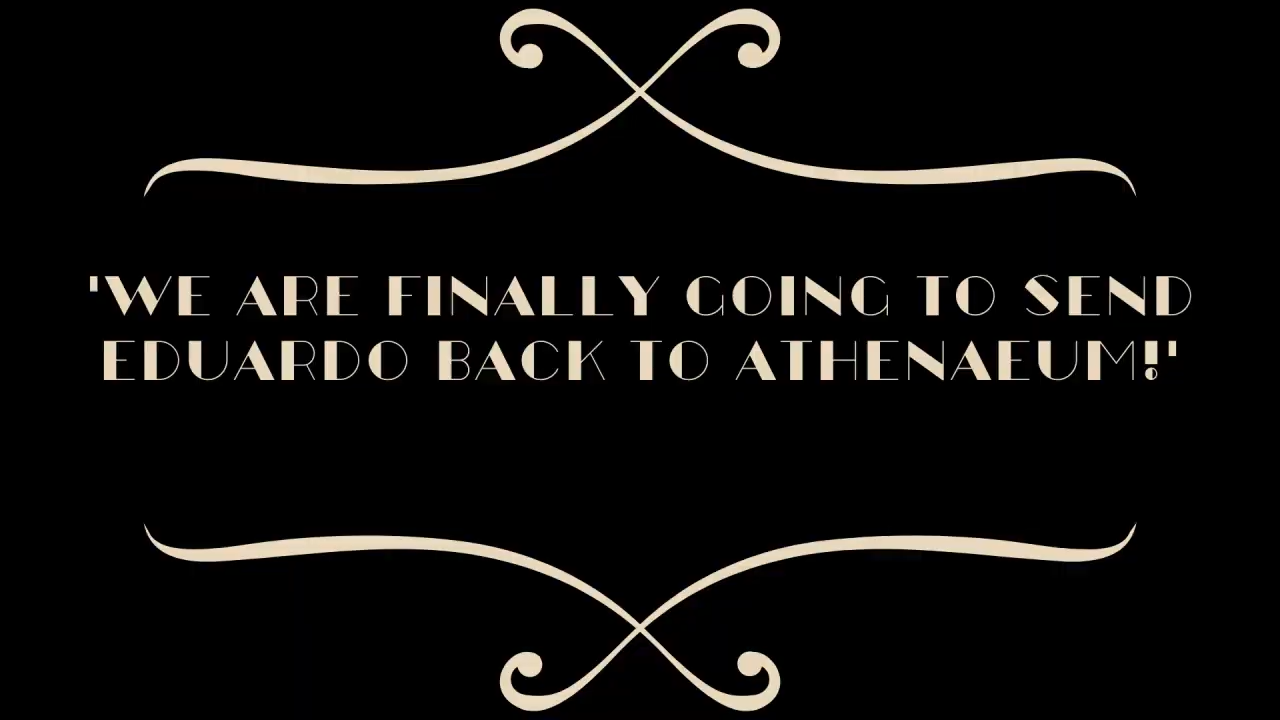 'WE ARE FINALLY GOING TO SEND
EDUARDO BACK TO ATHENAEUM!'